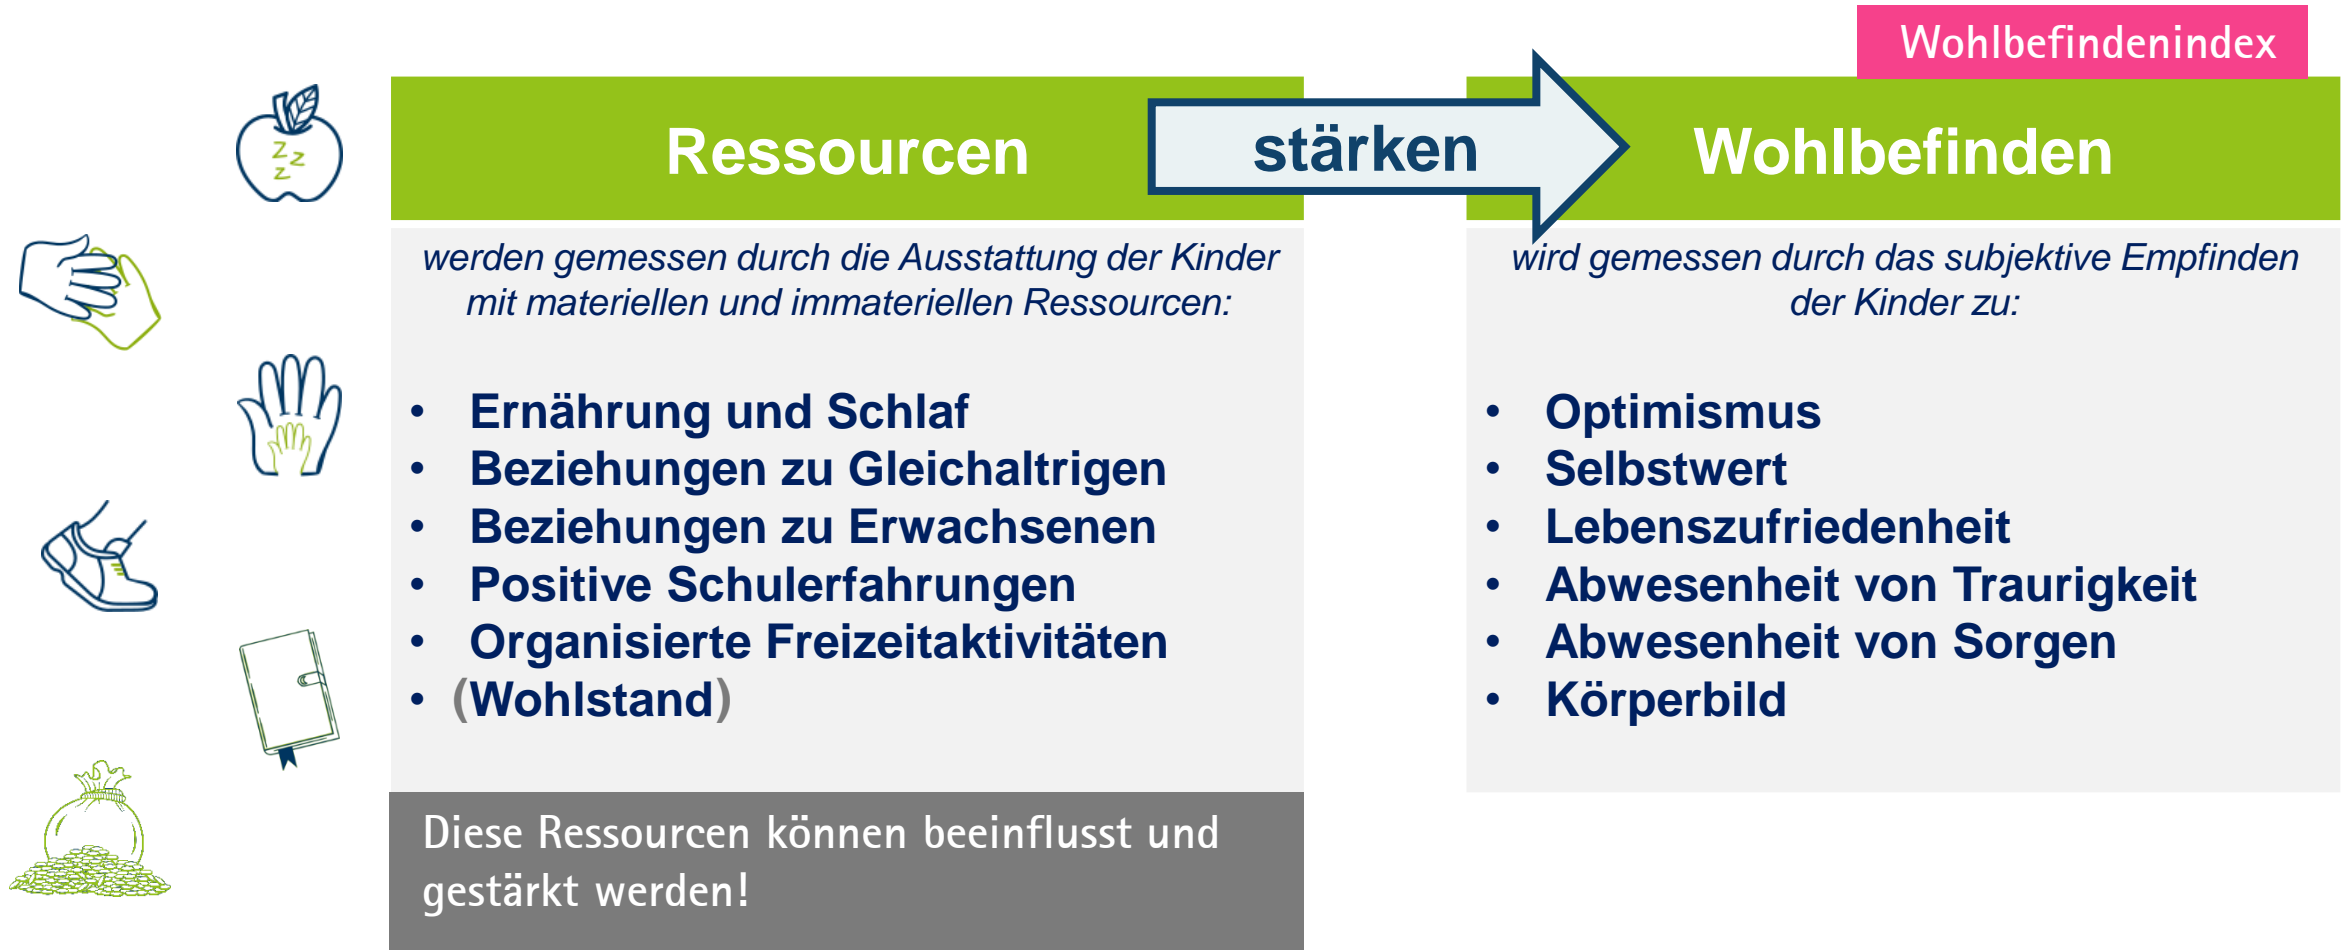 Wohlbefindenindex
Ressourcen
stärken
Wohlbefinden
werden gemessen durch die Ausstattung der Kinder
mit materiellen und immateriellen Ressourcen:
• Ernährung und Schlaf
• Beziehungen zu Gleichaltrigen
• Beziehungen zu Erwachsenen
• Positive Schulerfahrungen
• Organisierte Freizeitaktivitäten
• (Wohlstand)
Diese Ressourcen können beeinflusst und
gestärkt werden!
wird gemessen durch das subjektive Empfinden
der Kinder zu:
• Optimismus
• Selbstwert
• Lebenszufriedenheit
• Abwesenheit von Traurigkeit
• Abwesenheit von Sorgen
• Körperbild
z z
z